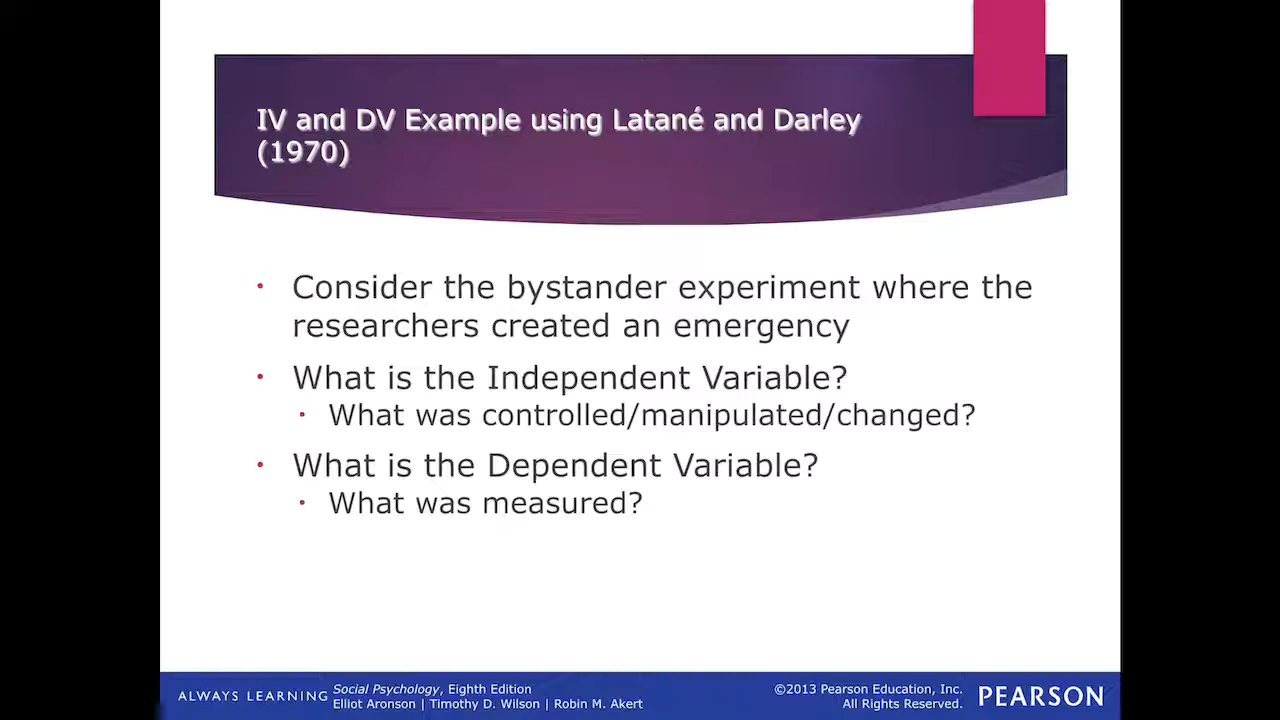 IV and DV Example using Latané and Darley
(1970)
• Consider the bystander experiment where the
researchers created an emergency
• What is the Independent Variable?
• What was controlled/manipulated/changed?
• What is the Dependent Variable?
• What was measured?
ALWAYS LEARNING
Social Psychology, Eighth Edition
Elliot Aronson | Timothy D. Wilson | Robin M. Akert
©2013 Pearson Education, Inc.
All Rights Reserved.
PEARSON